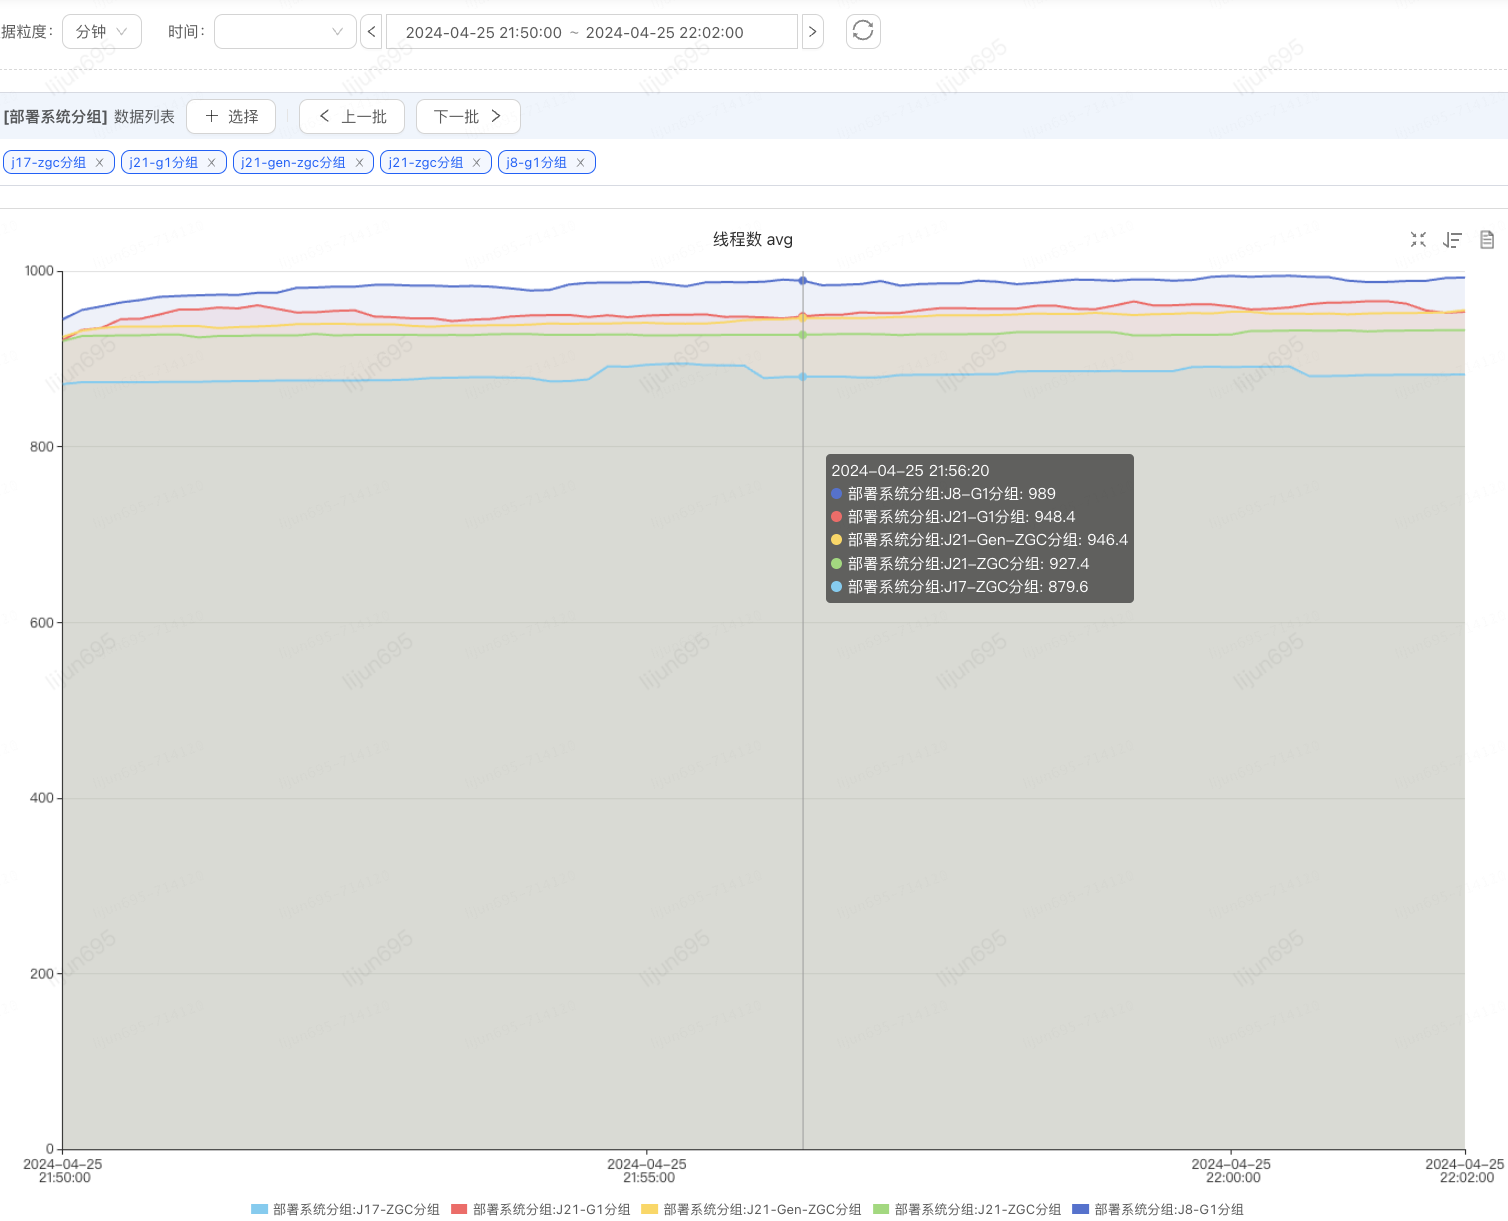 据粒度: 分钟 时间: 2024-04-25 21:50:00 ~ 2024-04-25 22:02:00
[部署系统分组] 数据列表 + 选择 < 上一批 下一批 >
j17-zgc分组 × j21-g1分组 × j21-gen-zgc分组 × j21-zgc分组 × j8-g1分组 ×
线程数 avg
1000
800
600
400
200
0
2024-04-25 21:56:20
部署系统分组:J8-G1分组: 989
部署系统分组:J21-G1分组: 948.4
部署系统分组:J21-Gen-ZGC分组: 946.4
部署系统分组:J21-ZGC分组: 927.4
部署系统分组:J17-ZGC分组: 879.6
2024-04-25 2024-04-25 2024-04-25 2024-04-25
21:50:00 21:55:00 22:00:00 22:02:00
部署系统分组:J17-ZGC分组 部署系统分组:J21-G1分组 部署系统分组:J21-Gen-ZGC分组 部署系统分组:J21-ZGC分组 部署系统分组:J8-G1分组
lijun695